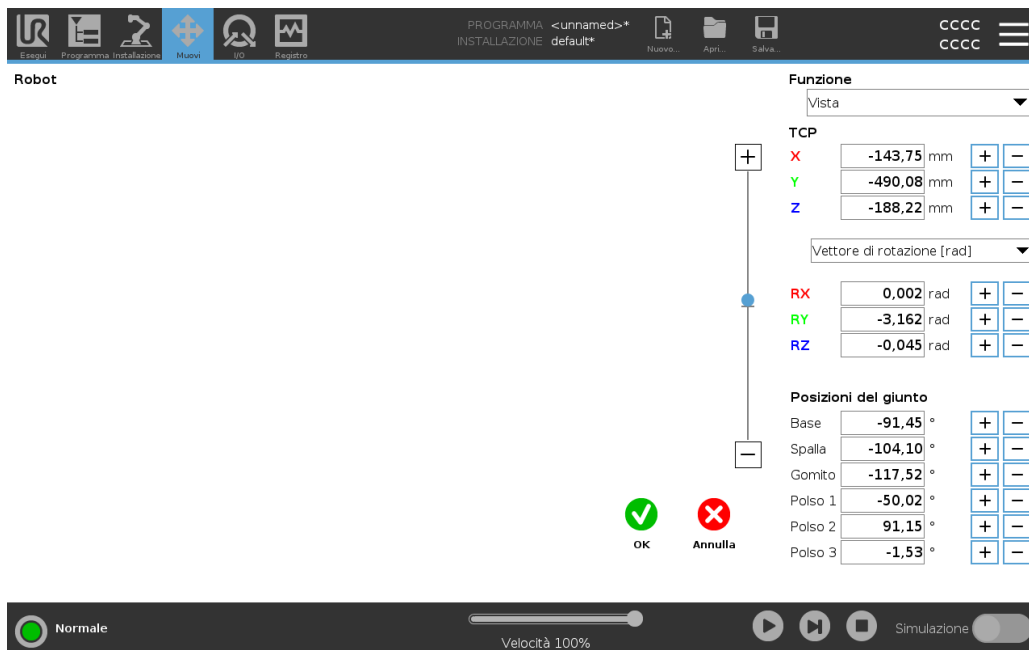 PROGRAMMA <unnamed>*
INSTALLAZIONE default*
Nuovo...
Apri...
Salva...
cccc
cccc
Esegui
Programma
Installazione
Muovi
I/O
Registro
Robot
Funzione
Vista
TCP
X -143,75 mm + −
Y -490,08 mm + −
Z -188,22 mm + −
Vettore di rotazione [rad]
RX 0,002 rad + −
RY -3,162 rad + −
RZ -0,045 rad + −
Posizioni del giunto
Base -91,45 ° + −
Spalla -104,10 ° + −
Gomito -117,52 ° + −
Polso 1 -50,02 ° + −
Polso 2 91,15 ° + −
Polso 3 -1,53 ° + −
OK
Annulla
Normale
Velocità 100%
Simulazione